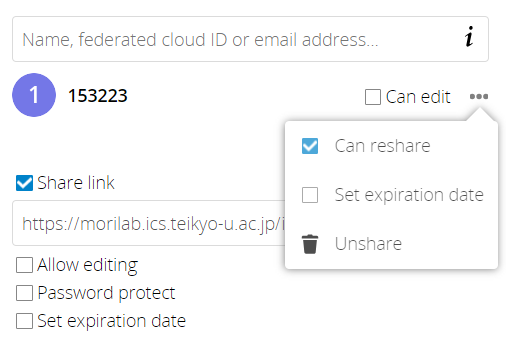 Name, federated cloud ID or email address...
1 153223 Can edit
Can reshare
Set expiration date
Unshare
Share link
https://morilab.ics.teikyo-u.ac.jp/i
Allow editing
Password protect
Set expiration date